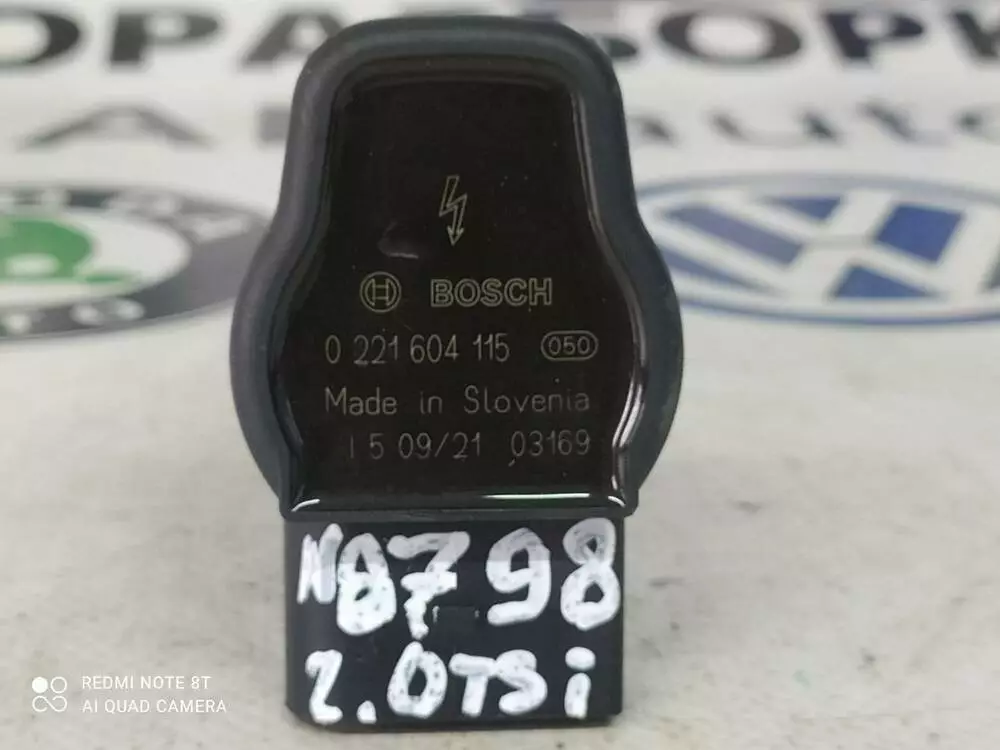 BOSCH
0 221 604 115 050
Made in Slovenia
I 5 09/21 03169
798
2.0TSi
REDMI NOTE 8T
AI QUAD CAMERA